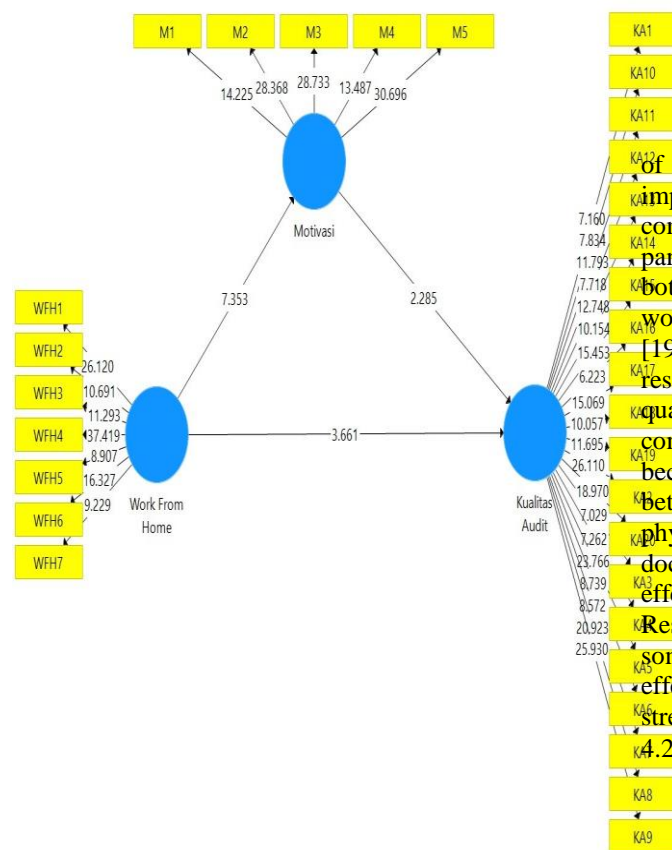 M1 M2 M3 M4 M5
14.225 28.368 28.733 13.487 30.696
Motivasi
7.353
2.285
WFH1
WFH2
WFH3
WFH4
WFH5
WFH6
WFH7
26.120
10.691
11.293
37.419
8.907
16.327
9.229
Work From
Home
3.661
Kualitas
Audit
7.160
7.834
11.793
7.718
12.748
10.154
15.453
6.223
15.069
10.057
11.695
26.110
18.970
7.029
7.262
23.766
8.739
8.572
20.923
25.930
KA1
KA10
KA11
KA12
KA14
KA16
KA17
KA19
KA20
KA3
KA5
KA6
KA8
KA9
of
par
bot
wo
[19
res
qua
bec
bet
phy
doc
effe
Re
son
effe
stre
4.2